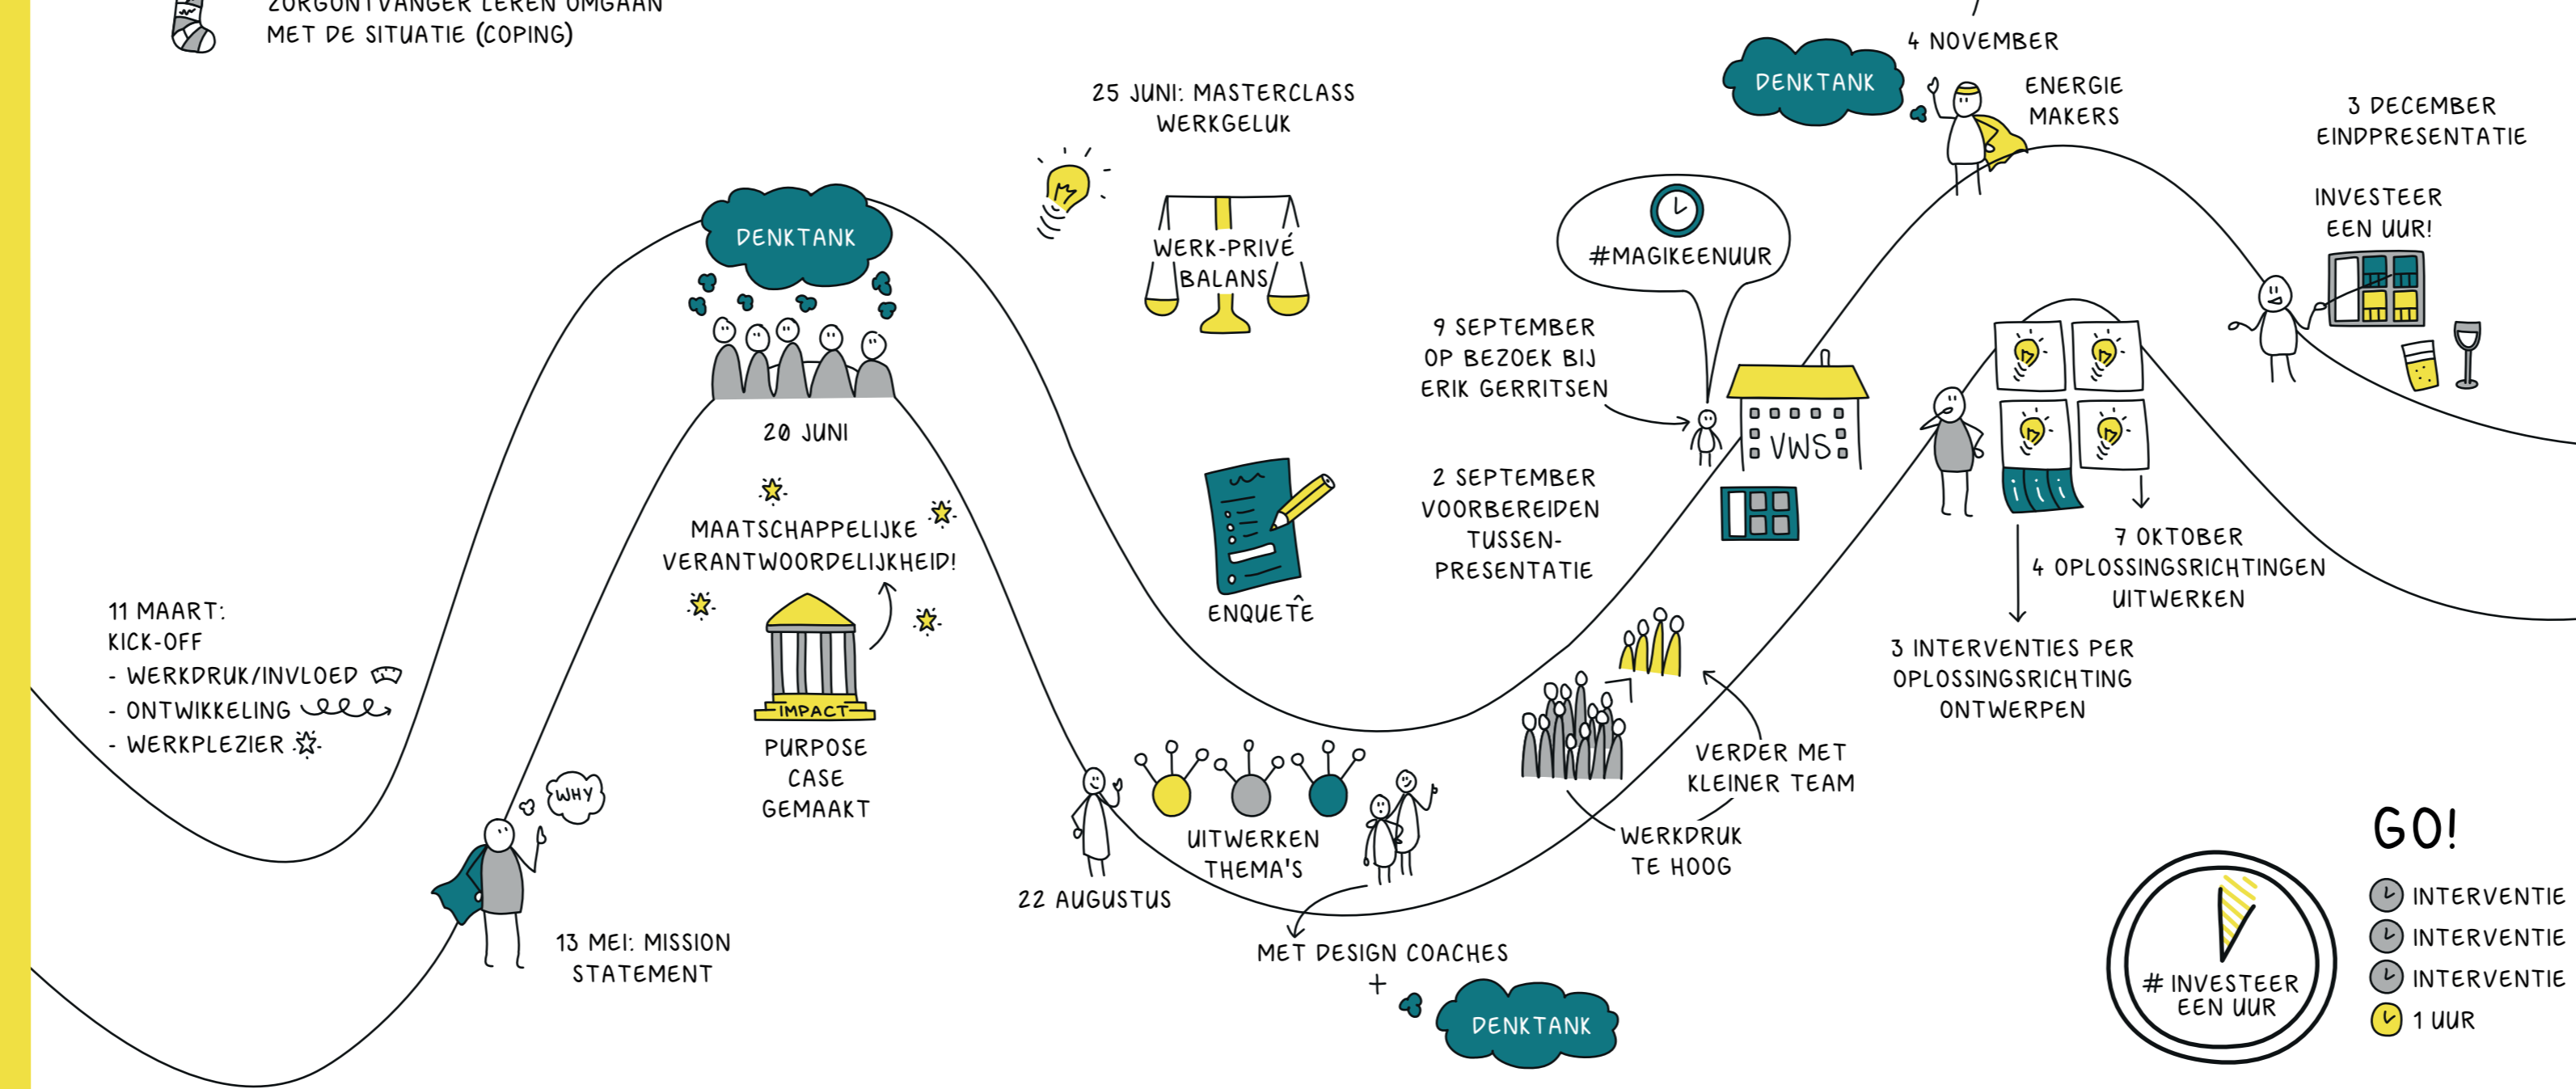 ZORGONTVANGER LEREN OMGAAN
MET DE SITUATIE (COPING)
11 MAART:
KICK-OFF
- WERKDRUK/INVLOED
- ONTWIKKELING
- WERKPLEZIER
WHY
13 MEI: MISSION
STATEMENT
DENKTANK
20 JUNI
MAATSCHAPPELIJKE
VERANTWOORDELIJKHEID!
IMPACT
PURPOSE
CASE
GEMAAKT
25 JUNI: MASTERCLASS
WERKGELUK
WERK-PRIVÉ
BALANS
ENQUETÊ
22 AUGUSTUS
UITWERKEN
THEMA'S
MET DESIGN COACHES
+
DENKTANK
WERKDRUK
TE HOOG
VERDER MET
KLEINER TEAM
2 SEPTEMBER
VOORBEREIDEN
TUSSEN-
PRESENTATIE
9 SEPTEMBER
OP BEZOEK BIJ
ERIK GERRITSEN
#MAGIKEENUUR
VWS
DENKTANK
4 NOVEMBER
ENERGIE
MAKERS
7 OKTOBER
4 OPLOSSINGSRICHTINGEN
UITWERKEN
i i i
3 INTERVENTIES PER
OPLOSSINGSRICHTING
ONTWERPEN
3 DECEMBER
EINDPRESENTATIE
INVESTEER
EEN UUR!
GO!
# INVESTEER
EEN UUR
INTERVENTIE
INTERVENTIE
INTERVENTIE
1 UUR